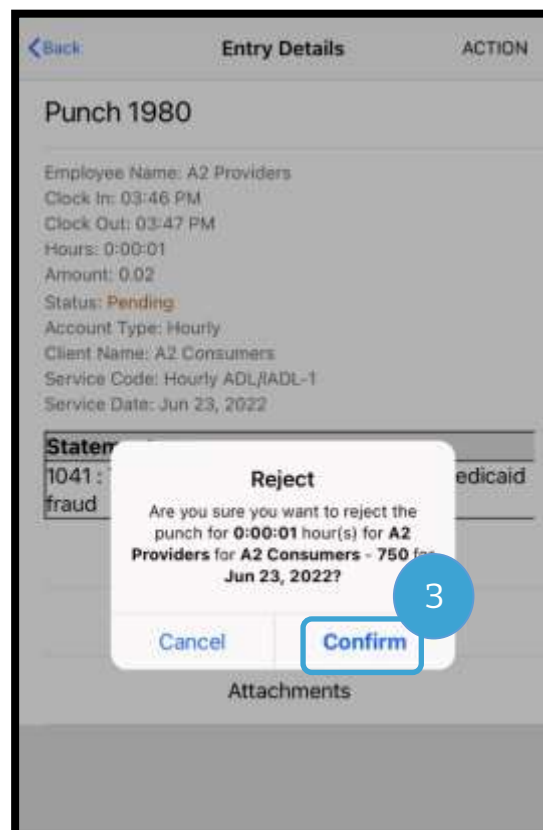 Back Entry Details ACTION
Punch 1980
Employee Name: A2 Providers
Clock In: 03:46 PM
Clock Out: 03:47 PM
Hours: 0:00:01
Amount: 0.02
Status: Pending
Account Type: Hourly
Client Name: A2 Consumers
Service Code: Hourly ADL/IADL-1
Service Date: Jun 23, 2022
1041 : edicaid
fraud
Reject
Are you sure you want to reject the
punch for 0:00:01 hour(s) for A2
Providers for A2 Consumers - 750
Jun 23, 2022?
3
Cancel Confirm
Attachments